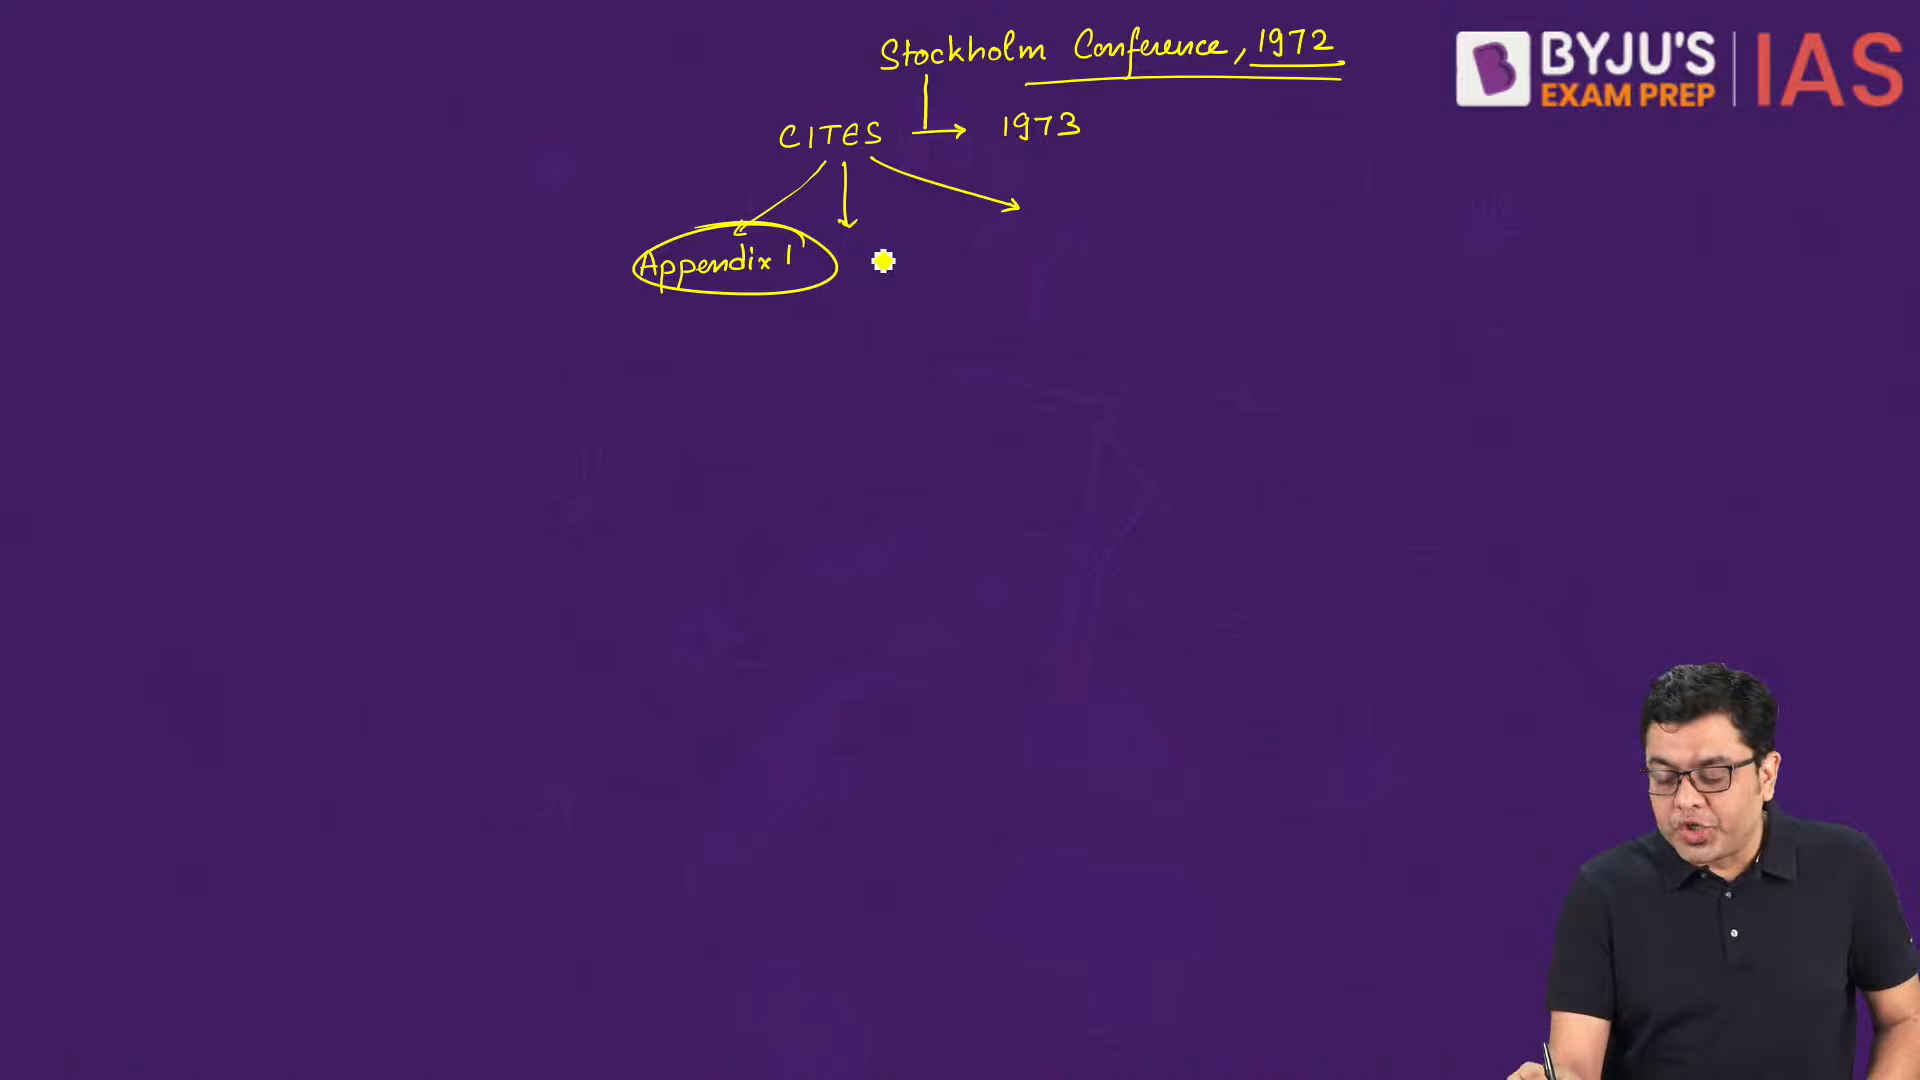 Stockholm Conference, 1972
CITES → 1973
Appendix I
BYJU'S
EXAM PREP
IAS